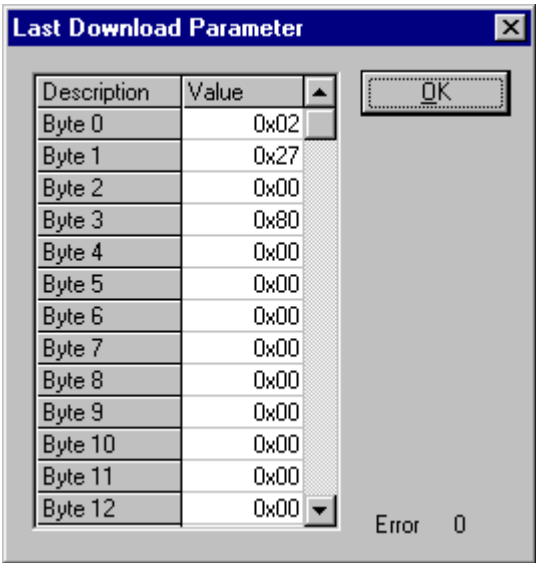 Last Download Parameter
Description Value
OK
Byte 0 0x02
Byte 1 0x27
Byte 2 0x00
Byte 3 0x80
Byte 4 0x00
Byte 5 0x00
Byte 6 0x00
Byte 7 0x00
Byte 8 0x00
Byte 9 0x00
Byte 10 0x00
Byte 11 0x00
Byte 12 0x00
Error 0